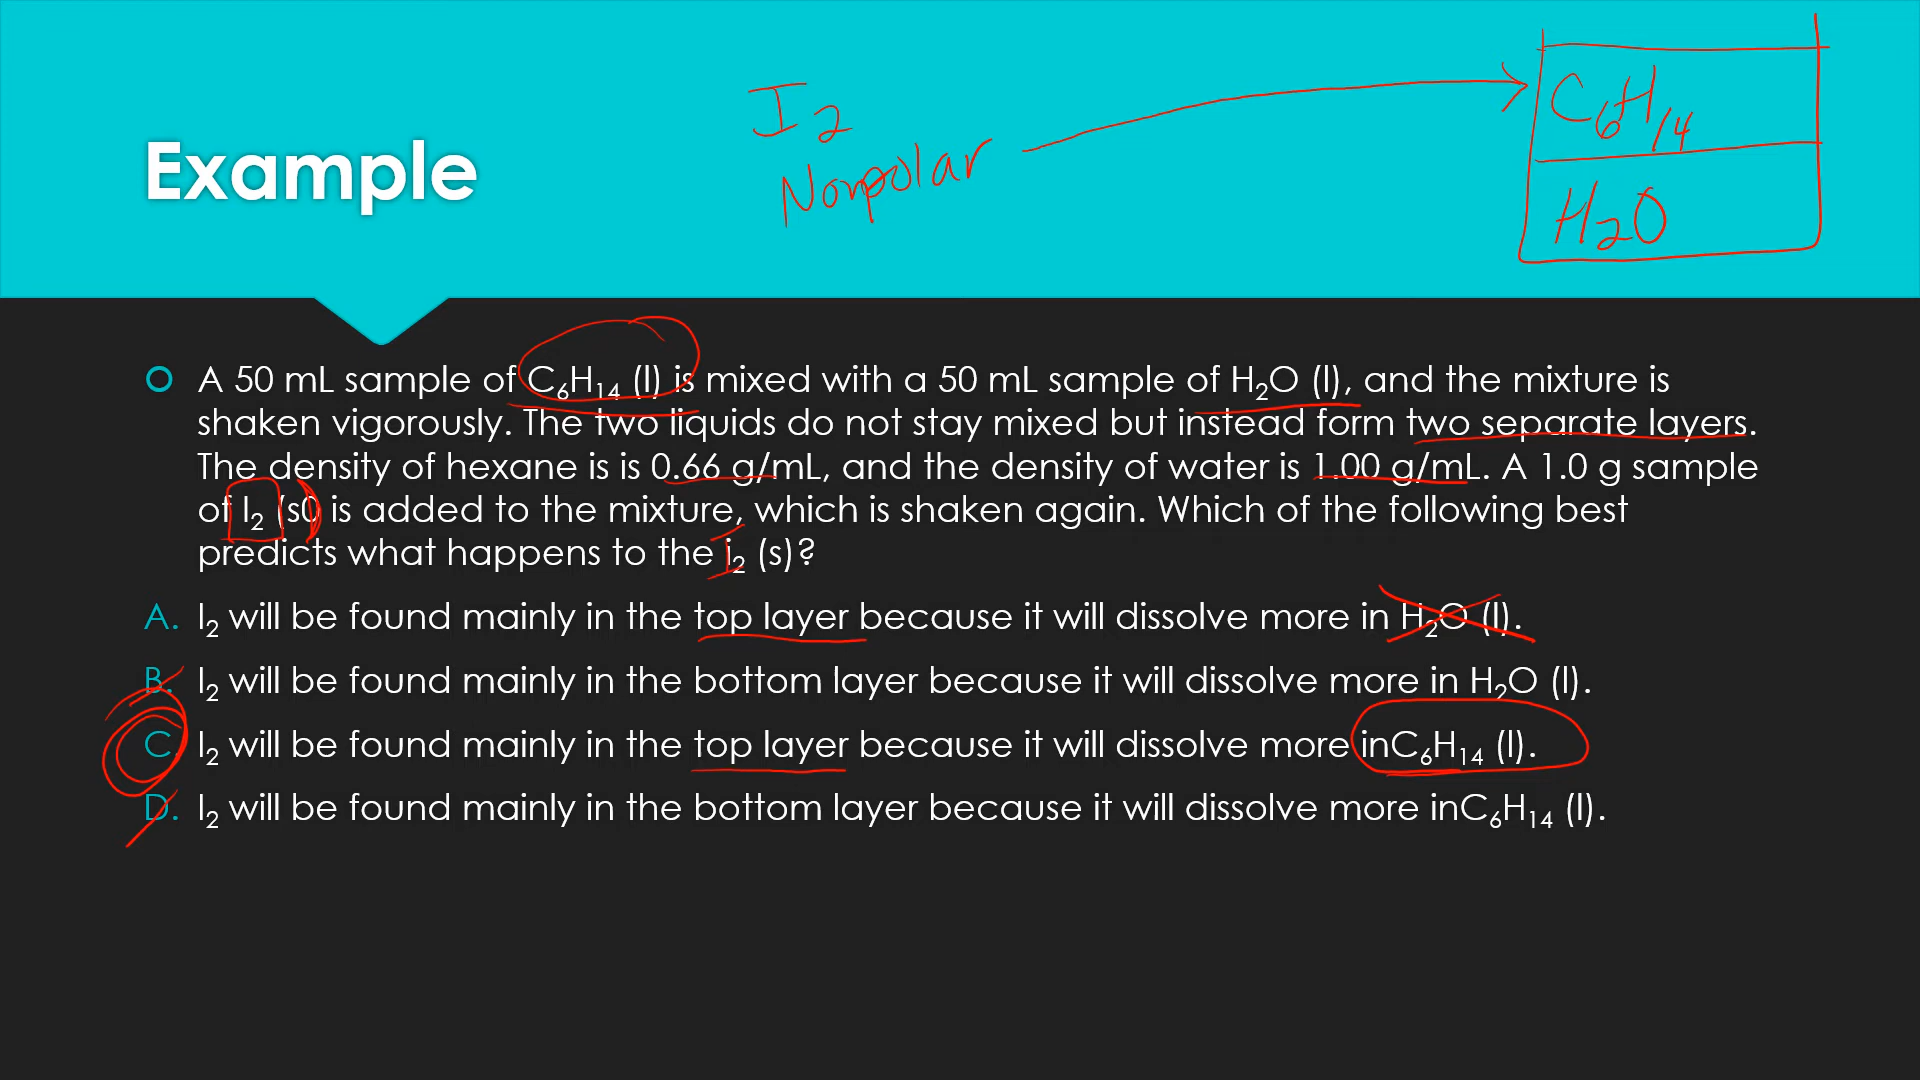 I₂
Nonpolar
C₆H₁₄
H₂O
Example
A 50 mL sample of C₆H₁₄ (l) is mixed with a 50 mL sample of H₂O (l), and the mixture is
shaken vigorously. The two liquids do not stay mixed but instead form two separate layers.
The density of hexane is is 0.66 g/mL, and the density of water is 1.00 g/mL. A 1.0 g sample
of I₂ (s0 is added to the mixture, which is shaken again. Which of the following best
predicts what happens to the i₂ (s)?
A. I₂ will be found mainly in the top layer because it will dissolve more in H₂O (l).
B. I₂ will be found mainly in the bottom layer because it will dissolve more in H₂O (l).
C. I₂ will be found mainly in the top layer because it will dissolve more inC₆H₁₄ (l).
D. I₂ will be found mainly in the bottom layer because it will dissolve more inC₆H₁₄ (l).